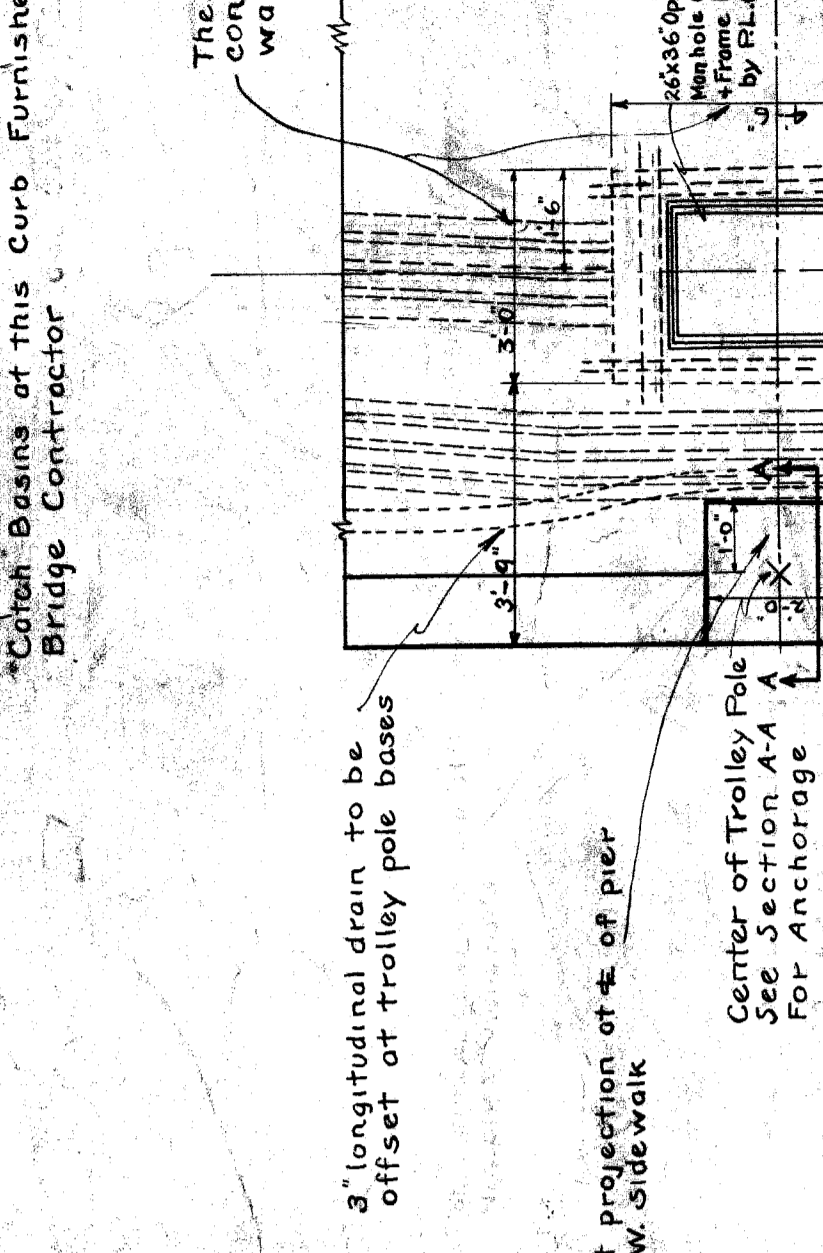 "Catch Basins at this Curb Furnishe
Bridge Contractor
The
con
wa
26"x36" Op
Manhole
+ Frame
by P.L.
4'-6"
1'-6"
3'-0"
3'-9"
1'-0"
2'-0"
A
A
3" longitudinal drain to be
offset at trolley pole bases
projection at ℄ of pier
W. Sidewalk
Center of Trolley Pole
See Section A-A
For Anchorage